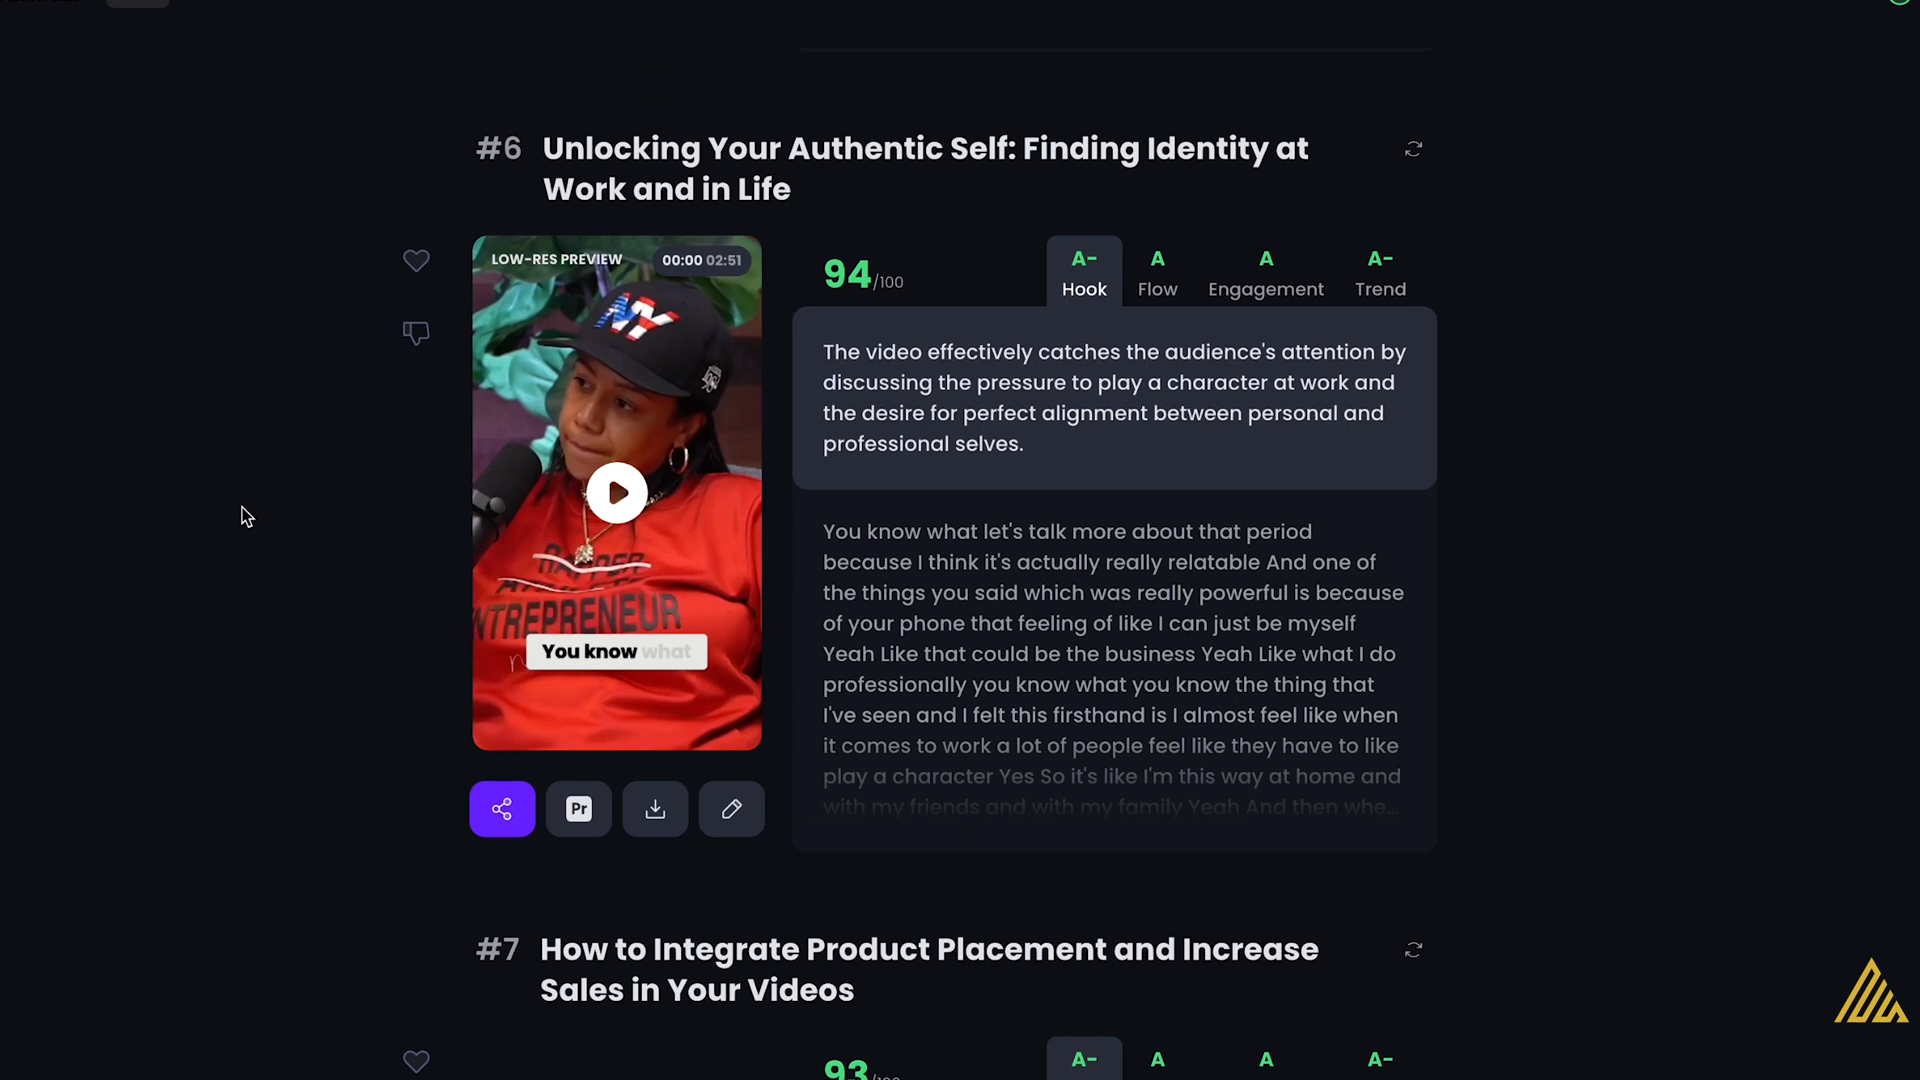 #6 Unlocking Your Authentic Self: Finding Identity at
Work and in Life
LOW-RES PREVIEW 00:00 02:51
NY
RAPPER
ATHLETE
NTREPRENEUR
You know what
94/100
A- A A A-
Hook Flow Engagement Trend
The video effectively catches the audience's attention by
discussing the pressure to play a character at work and
the desire for perfect alignment between personal and
professional selves.
You know what let's talk more about that period
because I think it's actually really relatable And one of
the things you said which was really powerful is because
of your phone that feeling of like I can just be myself
Yeah Like that could be the business Yeah Like what I do
professionally you know what you know the thing that
I've seen and I felt this firsthand is I almost feel like when
it comes to work a lot of people feel like they have to like
play a character Yes So it's like I'm this way at home and
with my friends and with my family Yeah And then whe...
Pr
#7 How to Integrate Product Placement and Increase
Sales in Your Videos
93/100
A- A A A-